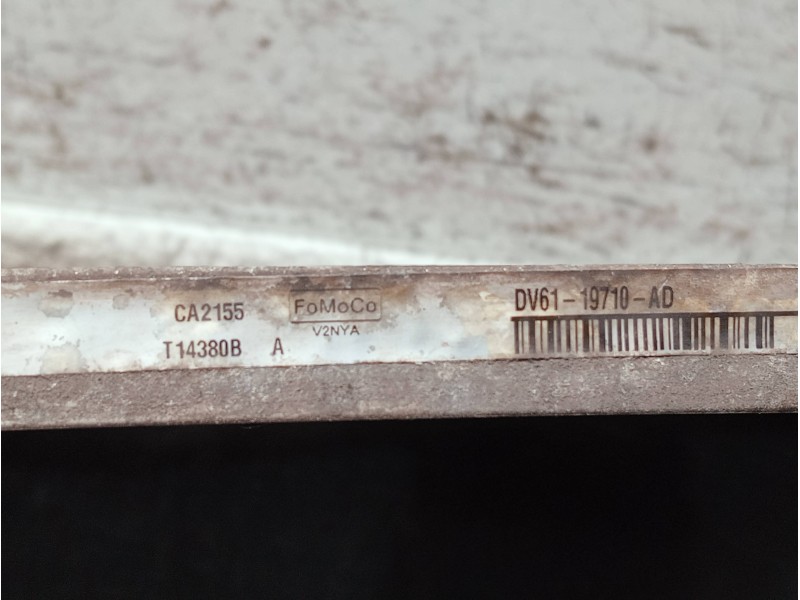 CA2155
FoMoCo
V2NYA
T14380B A
DV61-19710-AD